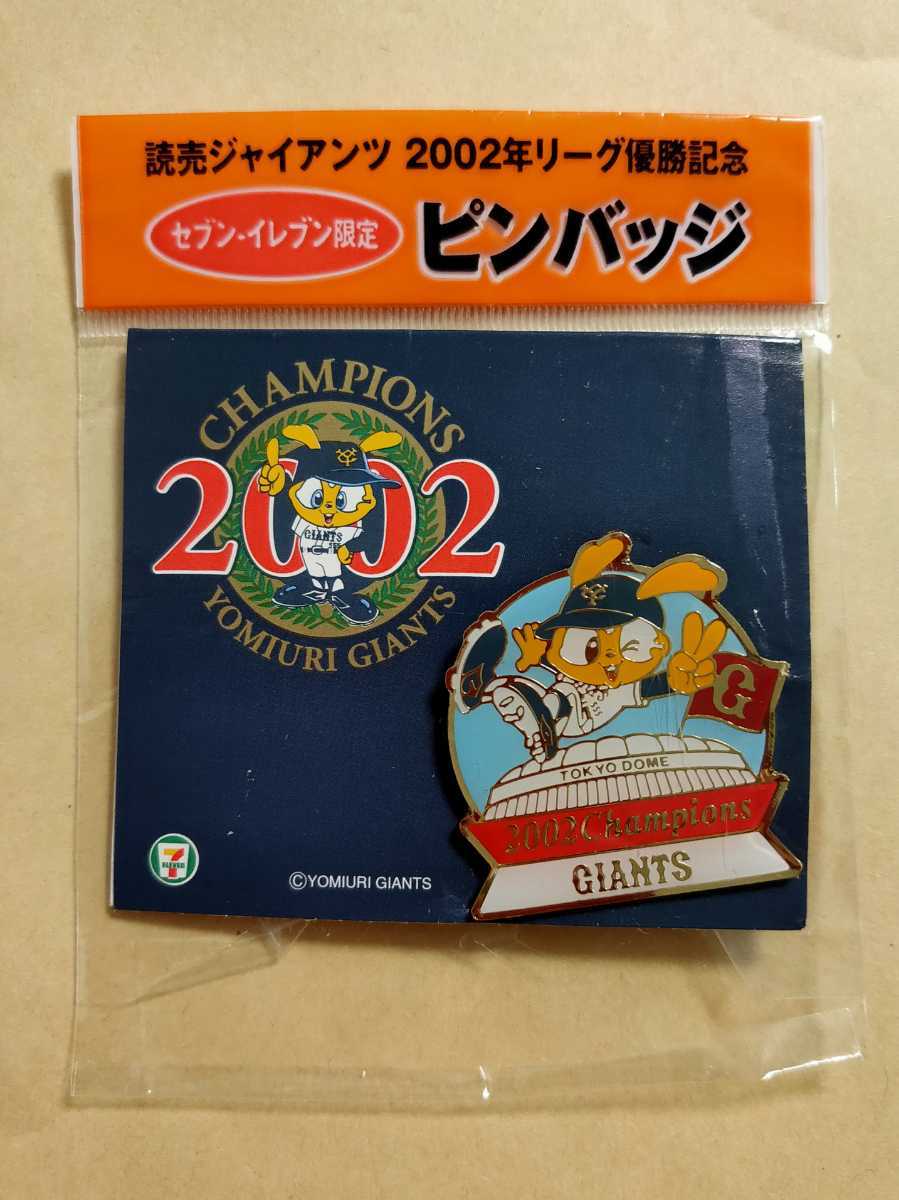 読売ジャイアンツ 2002年リーグ優勝記念
セブン-イレブン限定
ピンバッジ
CHAMPIONS
2002
GIANTS
YOMIURI GIANTS
G
TOKYO DOME
2002Champions
GIANTS
7
©YOMIURI GIANTS